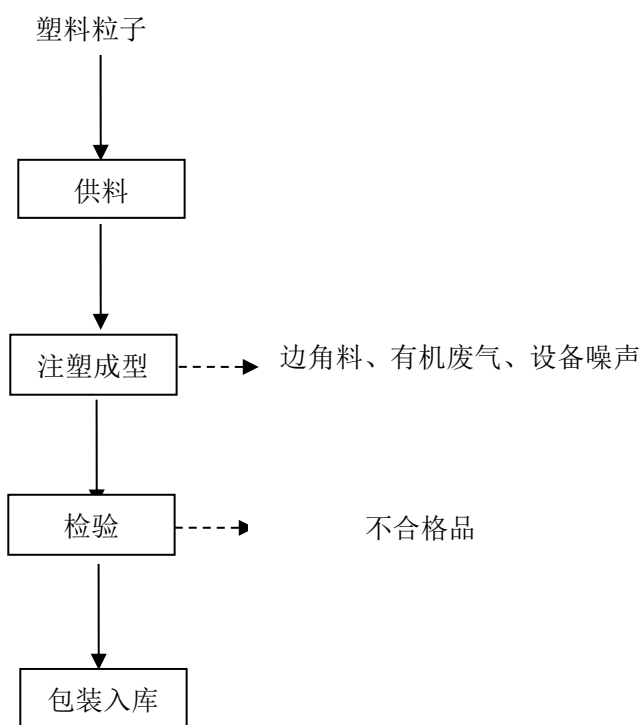 塑料粒子
供料
注塑成型
边角料、有机废气、设备噪声
检验
不合格品
包装入库